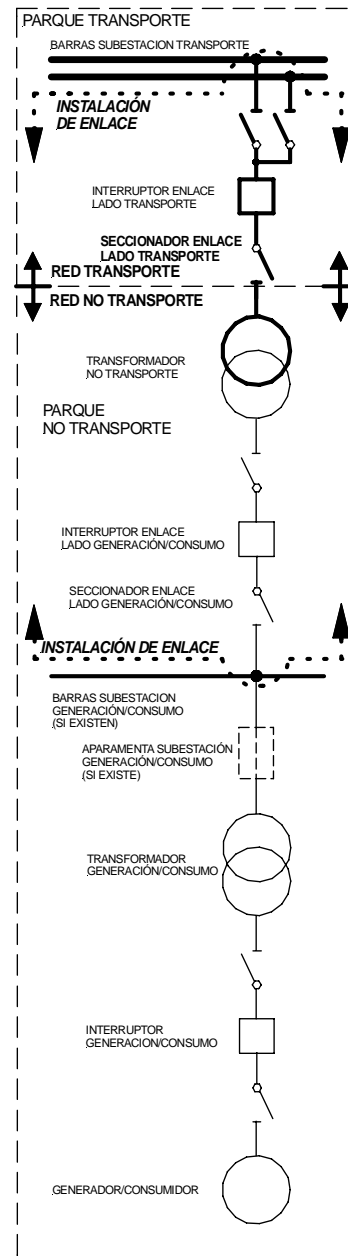 PARQUE TRANSPORTE
BARRAS SUBESTACION TRANSPORTE
INSTALACIÓN
DE ENLACE
INTERRUPTOR ENLACE
LADO TRANSPORTE
SECCIONADOR ENLACE
LADO TRANSPORTE
RED TRANSPORTE
RED NO TRANSPORTE
TRANSFORMADOR
NO TRANSPORTE
PARQUE
NO TRANSPORTE
INTERRUPTOR ENLACE
LADO GENERACIÓN/CONSUMO
SECCIONADOR ENLACE
LADO GENERACIÓN/CONSUMO
INSTALACIÓN DE ENLACE
BARRAS SUBESTACION
GENERACIÓN/CONSUMO
(SI EXISTEN)
APARAMENTA SUBESTACIÓN
GENERACIÓN/CONSUMO
(SI EXISTE)
TRANSFORMADOR
GENERACIÓN/CONSUMO
INTERRUPTOR
GENERACION/CONSUMO
GENERADOR/CONSUMIDOR